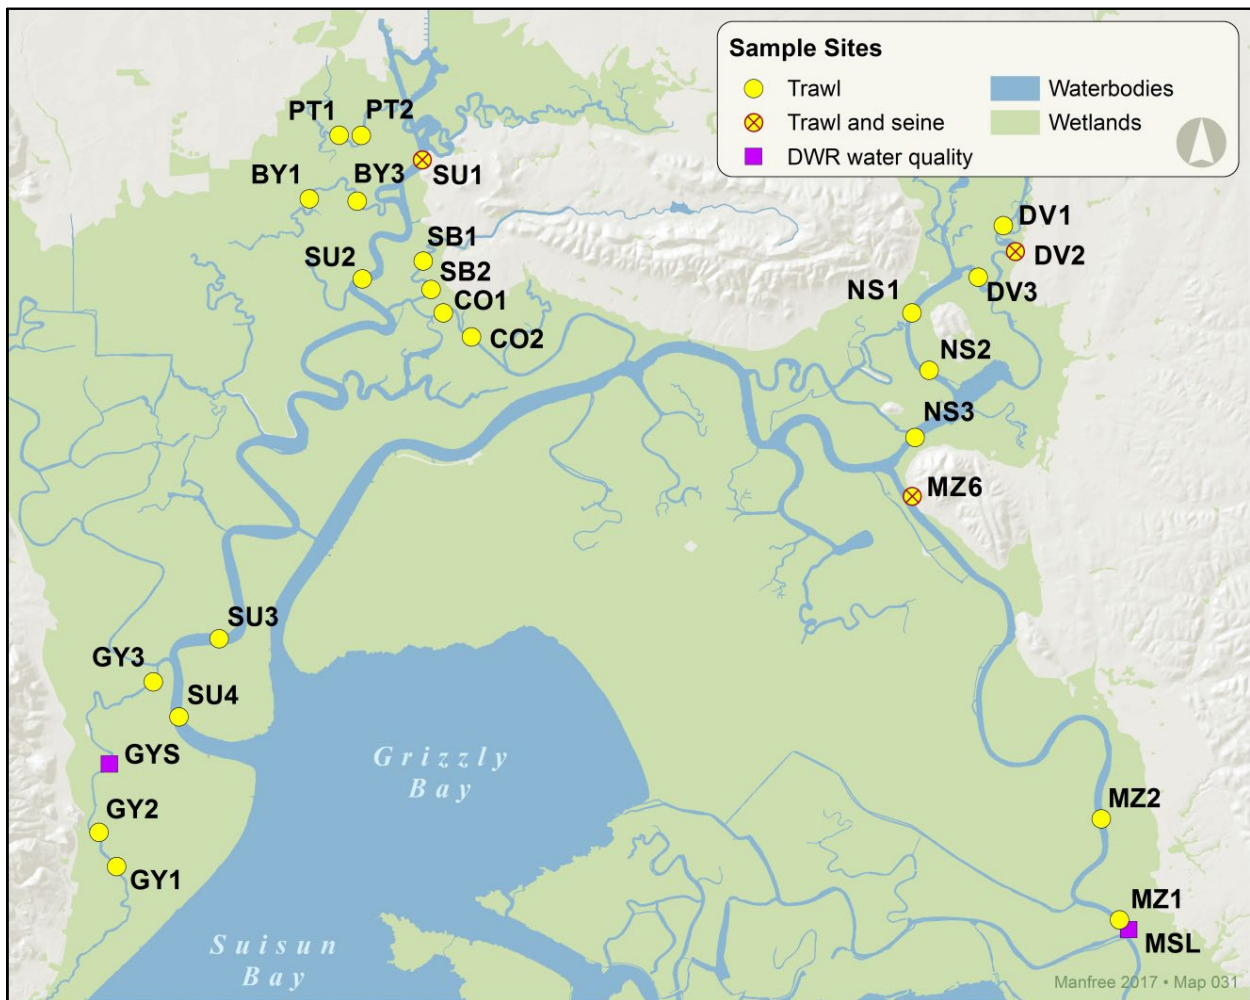 Sample Sites
Trawl
Trawl and seine
DWR water quality
Waterbodies
Wetlands
PT1
PT2
BY1
BY3
SU1
SB1
SU2
SB2
CO1
CO2
DV1
DV2
DV3
NS1
NS2
NS3
MZ6
SU3
GY3
SU4
GYS
GY2
GY1
Grizzly
Bay
Suisun
Bay
MZ2
MZ1
MSL
Manfree 2017 • Map 031